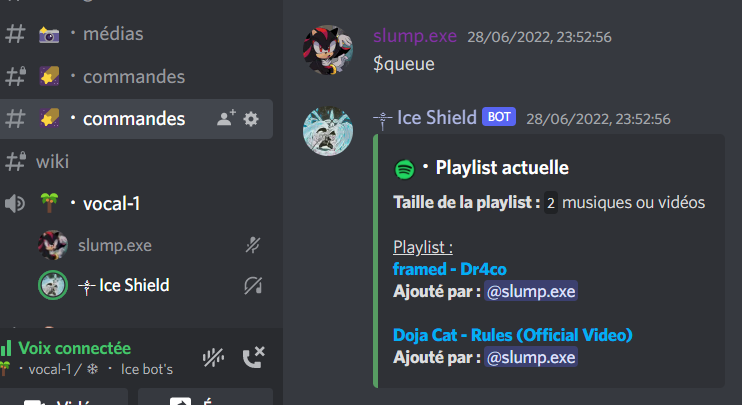 # 📷 · médias
# 🌠 · commandes
# 🌠 · commandes
# wiki
🌴 · vocal-1
slump.exe
Ice Shield
Voix connectée
🌴 · vocal-1 / ❄ · Ice bot's
slump.exe 28/06/2022, 23:52:56
$queue
Ice Shield BOT 28/06/2022, 23:52:56
· Playlist actuelle
Taille de la playlist : 2 musiques ou vidéos
Playlist :
framed - Dr4co
Ajouté par : @slump.exe
Doja Cat - Rules (Official Video)
Ajouté par : @slump.exe